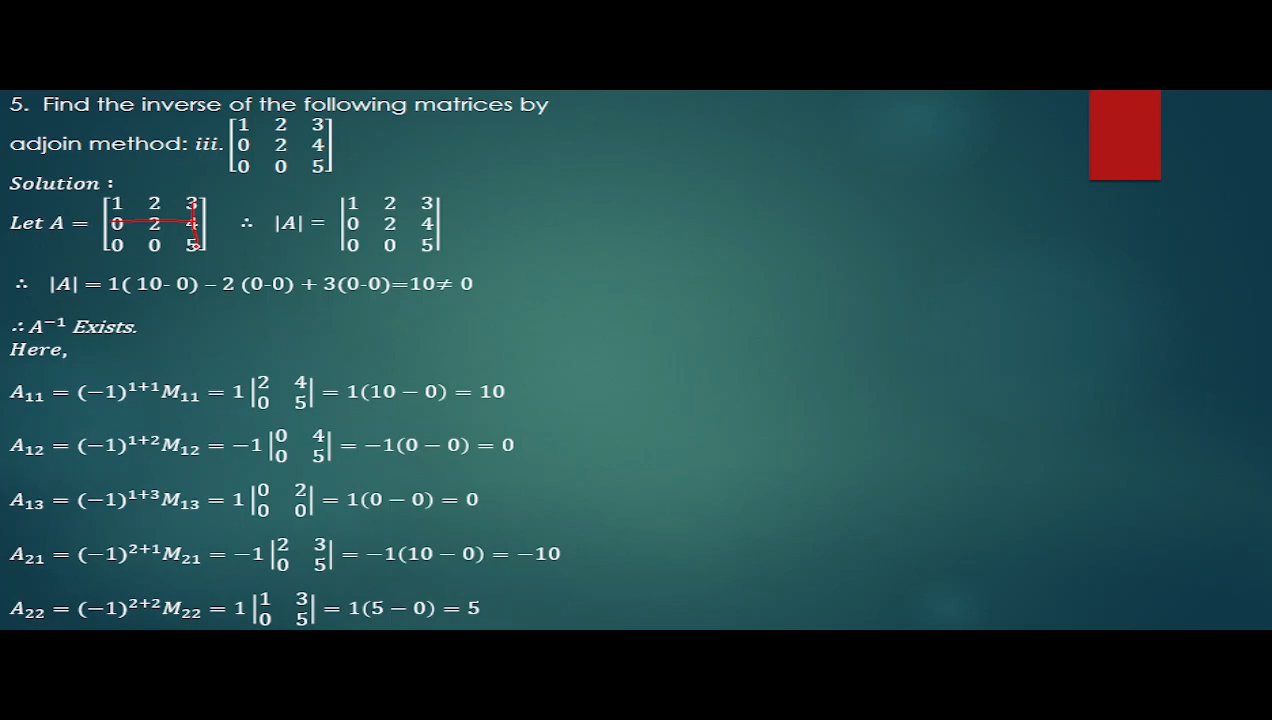 5. Find the inverse of the following matrices by
adjoin method: iii. [1 2 3
0 2 4
0 0 5]
Solution :
Let A = [1 2 3
0 2 4
0 0 5] ∴ |A| = |1 2 3
0 2 4
0 0 5|
∴ |A| = 1( 10- 0) – 2 (0-0) + 3(0-0)=10≠ 0
∴ A⁻¹ Exists.
Here,
A₁₁ = (−1)¹⁺¹M₁₁ = 1 |2 4
0 5| = 1(10 − 0) = 10
A₁₂ = (−1)¹⁺²M₁₂ = −1 |0 4
0 5| = −1(0 − 0) = 0
A₁₃ = (−1)¹⁺³M₁₃ = 1 |0 2
0 0| = 1(0 − 0) = 0
A₂₁ = (−1)²⁺¹M₂₁ = −1 |2 3
0 5| = −1(10 − 0) = −10
A₂₂ = (−1)²⁺²M₂₂ = 1 |1 3
0 5| = 1(5 − 0) = 5